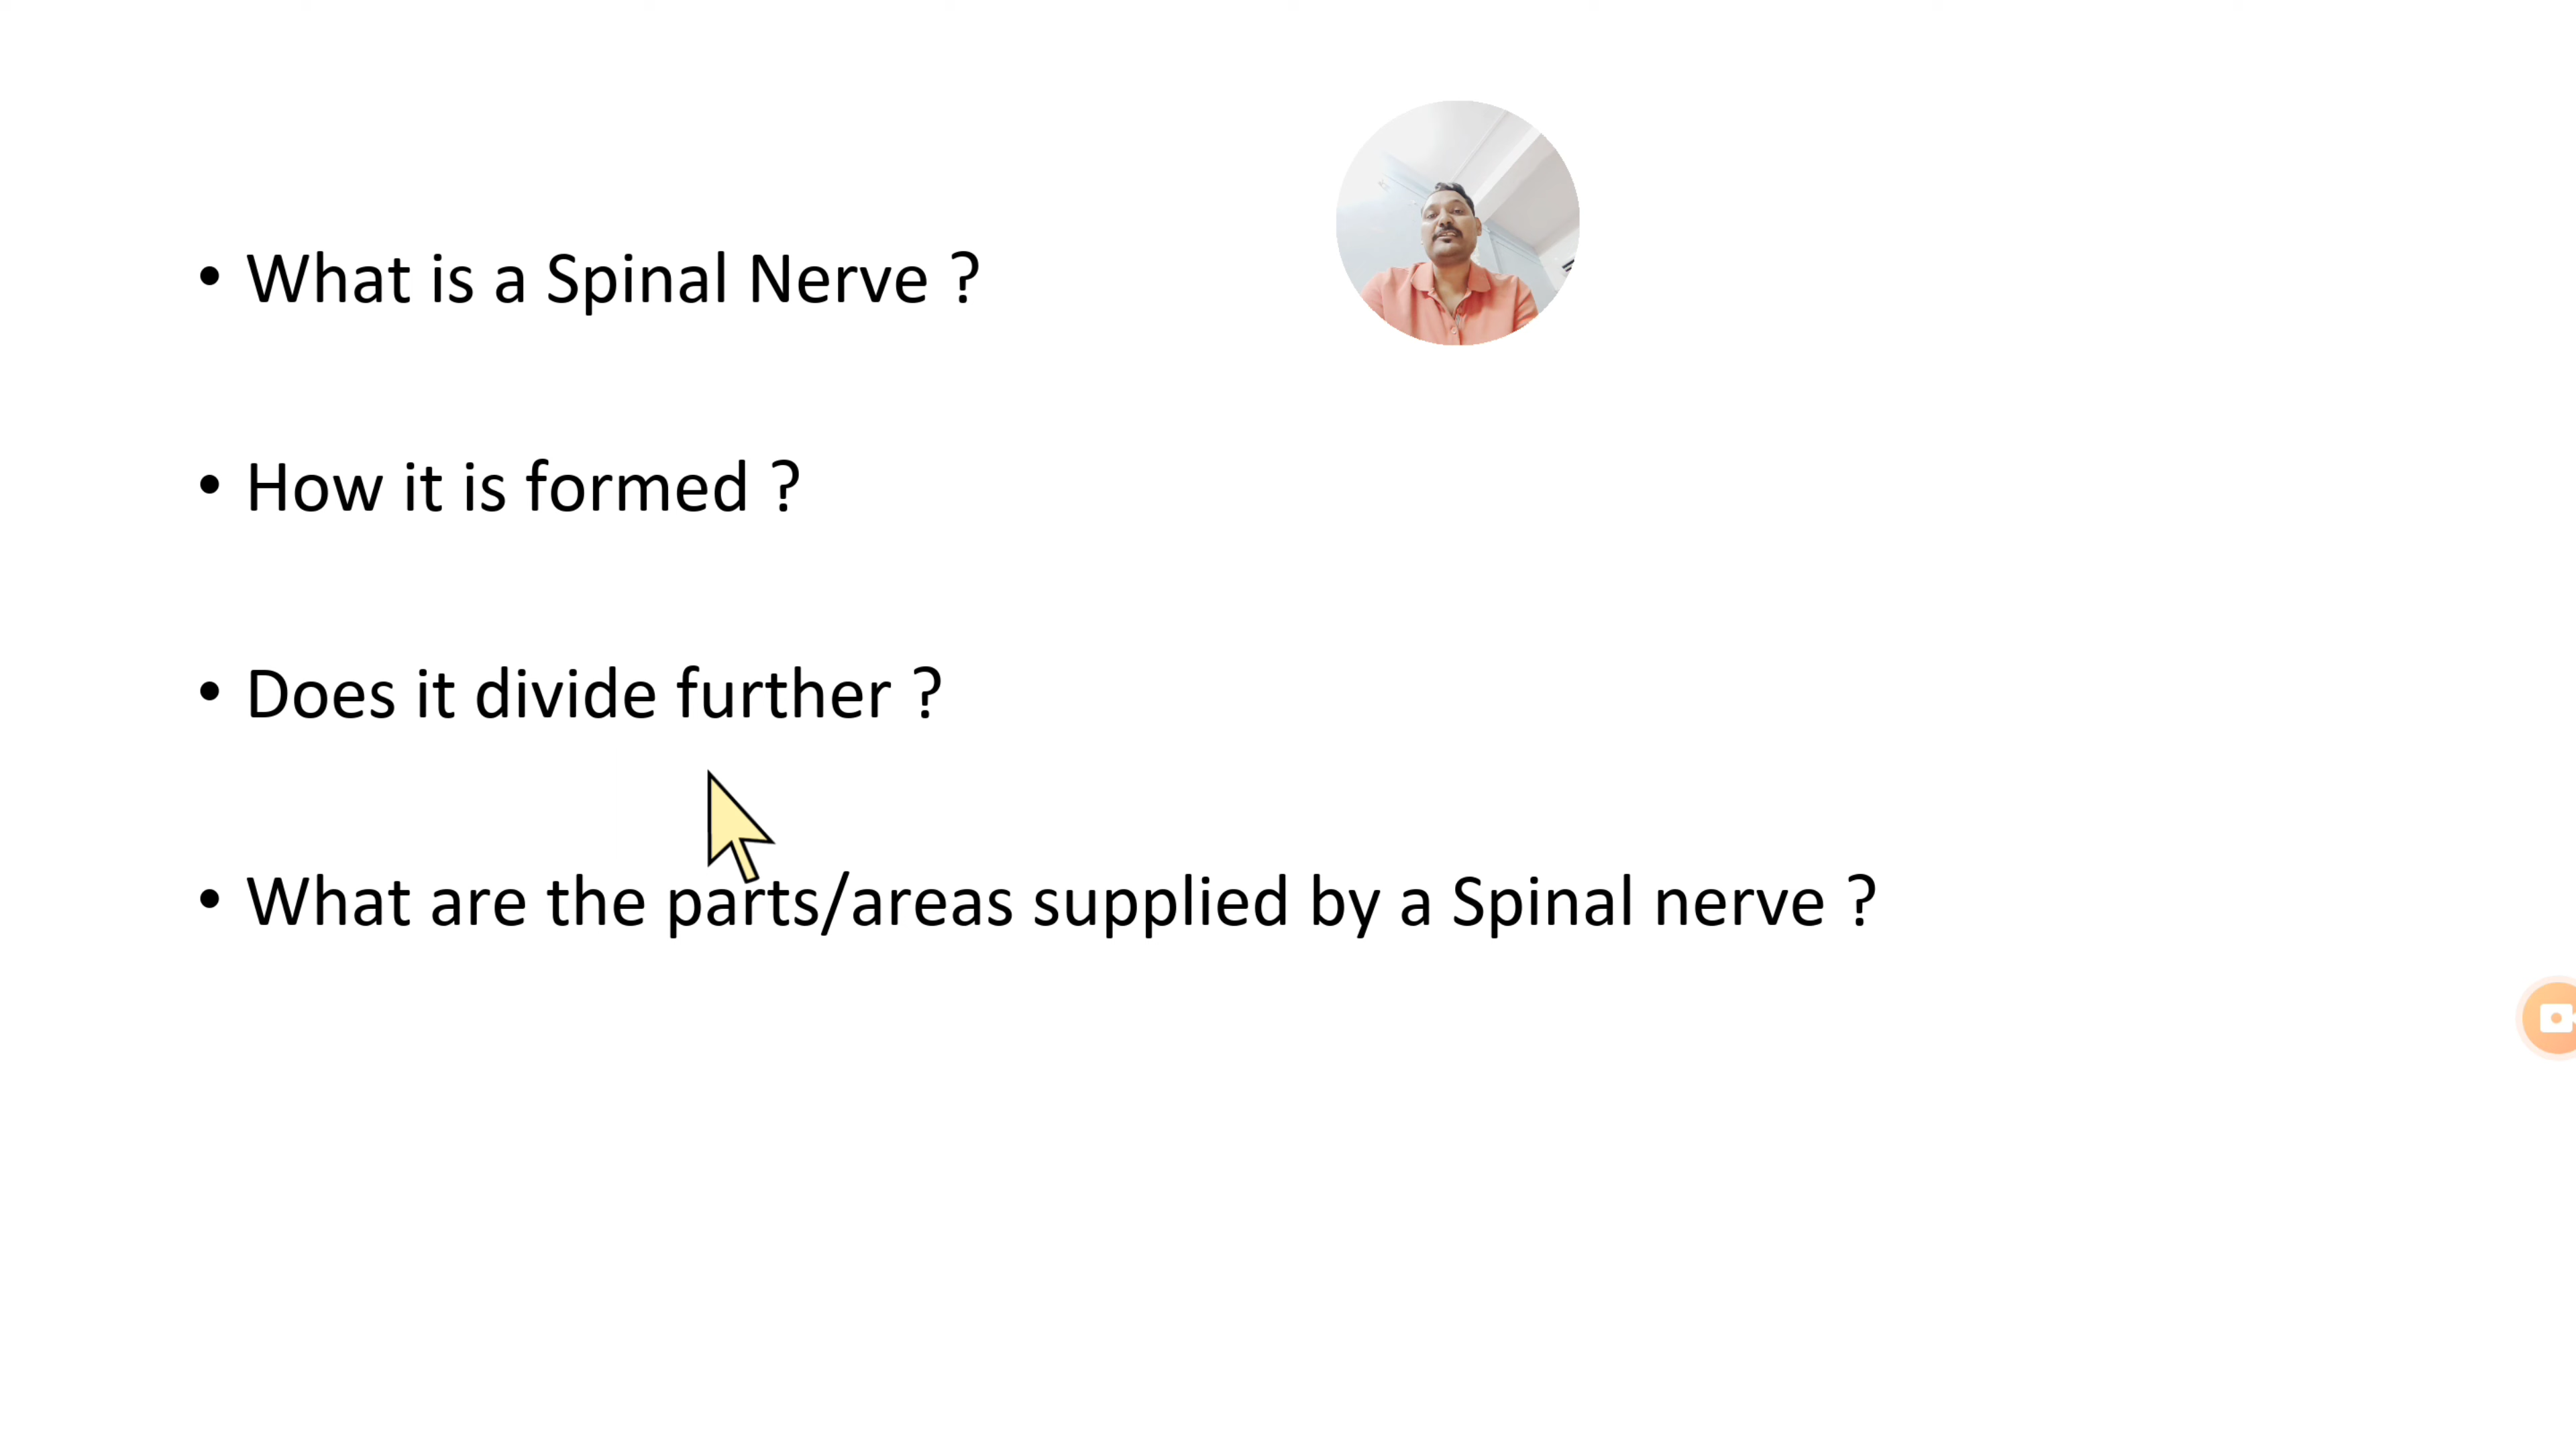 • What is a Spinal Nerve ?
• How it is formed ?
• Does it divide further ?
• What are the parts/areas supplied by a Spinal nerve ?